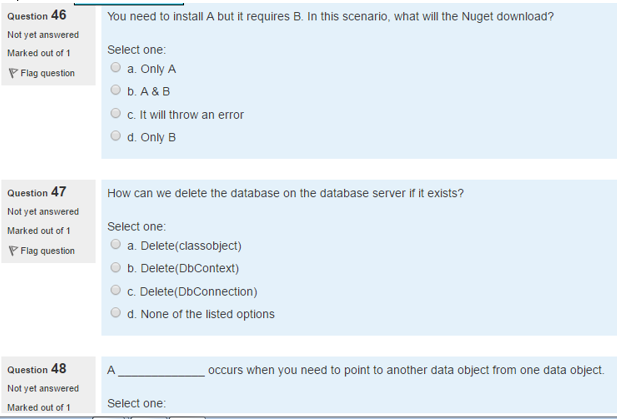 Question 46
Not yet answered
Marked out of 1
Flag question
You need to install A but it requires B. In this scenario, what will the Nuget download?
Select one:
a. Only A
b. A & B
c. It will throw an error
d. Only B
Question 47
Not yet answered
Marked out of 1
Flag question
How can we delete the database on the database server if it exists?
Select one:
a. Delete(classobject)
b. Delete(DbContext)
c. Delete(DbConnection)
d. None of the listed options
Question 48
Not yet answered
Marked out of 1
A ______________ occurs when you need to point to another data object from one data object.
Select one: